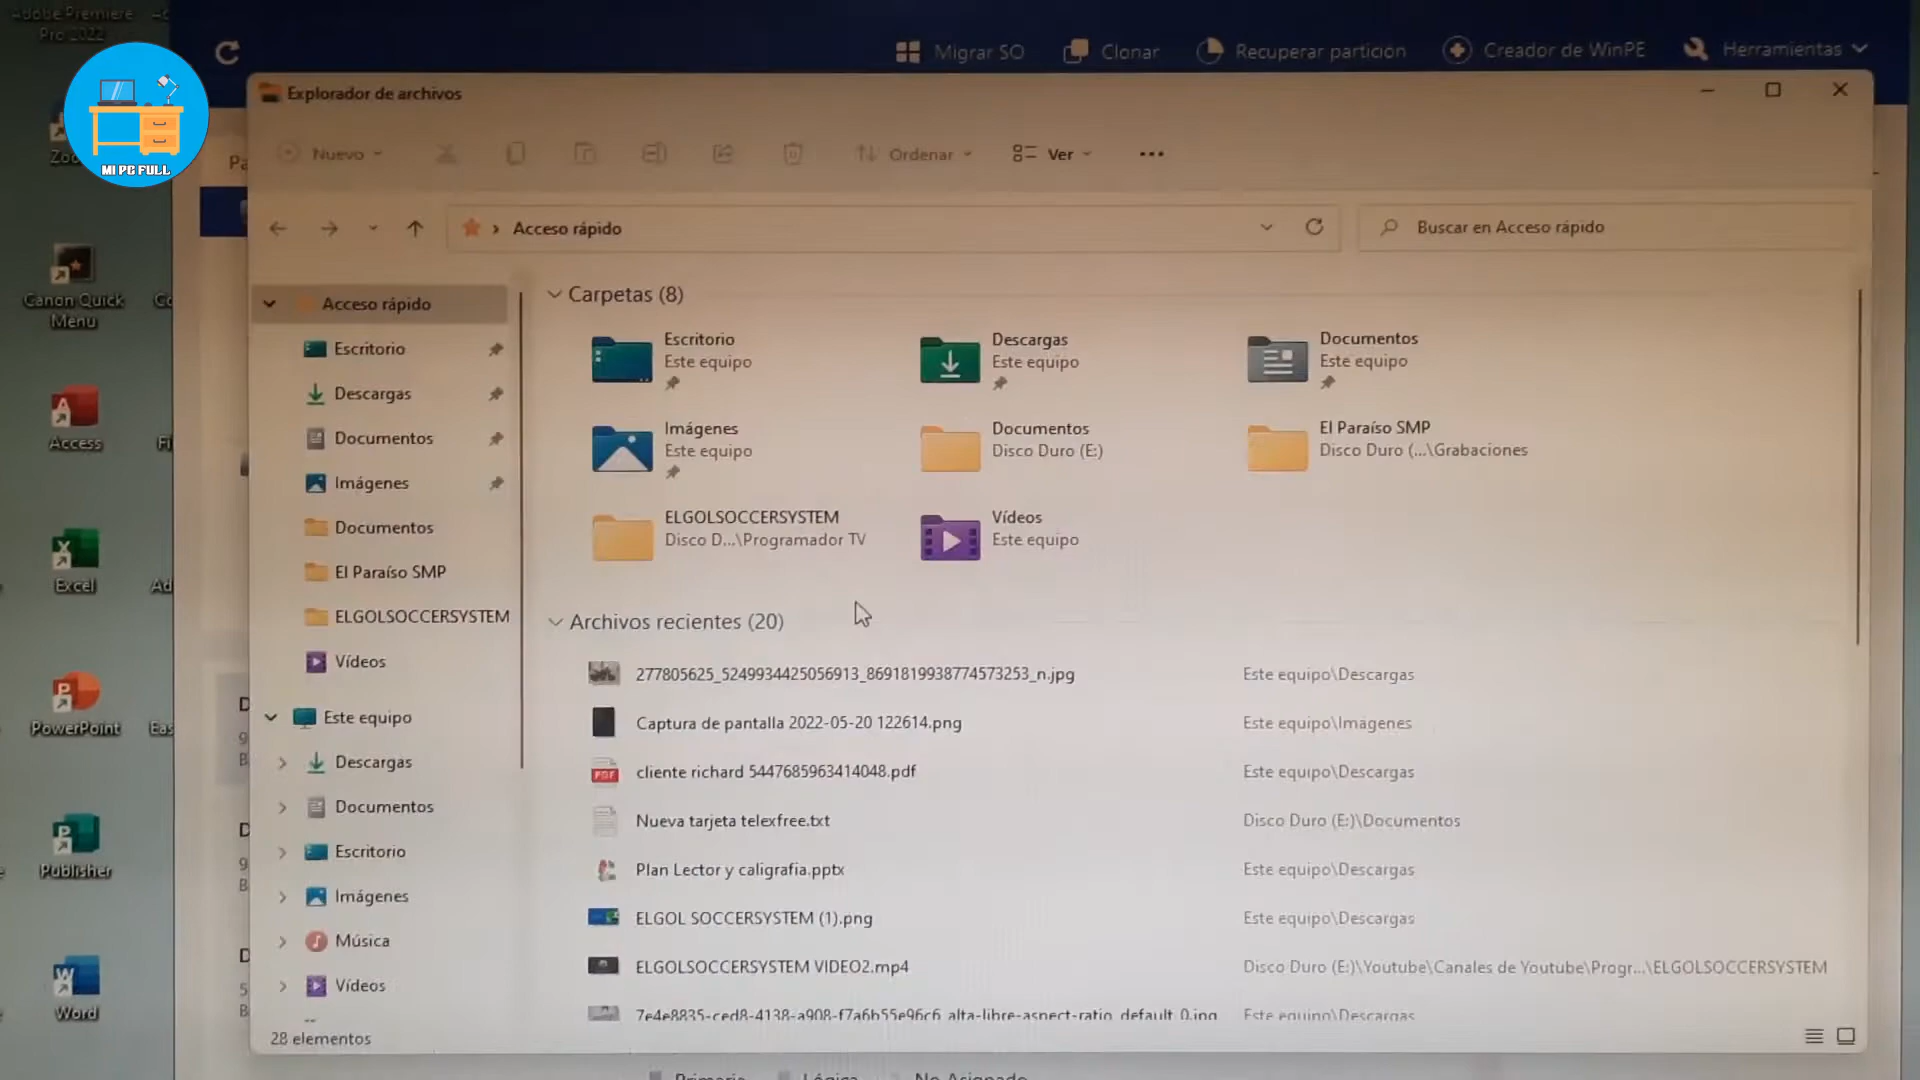 Adobe Premiere
Pro 2022
MI PC FULL
Migrar SO
Clonar
Recuperar partición
Creador de WinPE
Herramientas
Explorador de archivos
Nuevo
Ordenar
Ver
Acceso rápido
Buscar en Acceso rápido
Canon Quick
Menu
Access
Excel
PowerPoint
Publisher
Word
Acceso rápido
Escritorio
Descargas
Documentos
Imágenes
Documentos
El Paraíso SMP
ELGOLSOCCERSYSTEM
Vídeos
Este equipo
Descargas
Documentos
Escritorio
Imágenes
Música
Vídeos
Carpetas (8)
Escritorio
Este equipo
Descargas
Este equipo
Documentos
Este equipo
Imágenes
Este equipo
Documentos
Disco Duro (E:)
El Paraíso SMP
Disco Duro (...\Grabaciones
ELGOLSOCCERSYSTEM
Disco D...\Programador TV
Vídeos
Este equipo
Archivos recientes (20)
277805625_5249934425056913_8691819938774573253_n.jpg Este equipo\Descargas
Captura de pantalla 2022-05-20 122614.png Este equipo\Imágenes
cliente richard 5447685963414048.pdf Este equipo\Descargas
Nueva tarjeta telexfree.txt Disco Duro (E:)\Documentos
Plan Lector y caligrafia.pptx Este equipo\Descargas
ELGOL SOCCERSYSTEM (1).png Este equipo\Descargas
ELGOLSOCCERSYSTEM VIDEO2.mp4 Disco Duro (E:)\Youtube\Canales de Youtube\Progr...\ELGOLSOCCERSYSTEM
7e4e8835-ced8-4138-a908-f7a6b55e96c6_alta-libre-aspect-ratio_default_0.jpg Este equipo\Descargas
28 elementos
Primaria
Lógica
No Asignado